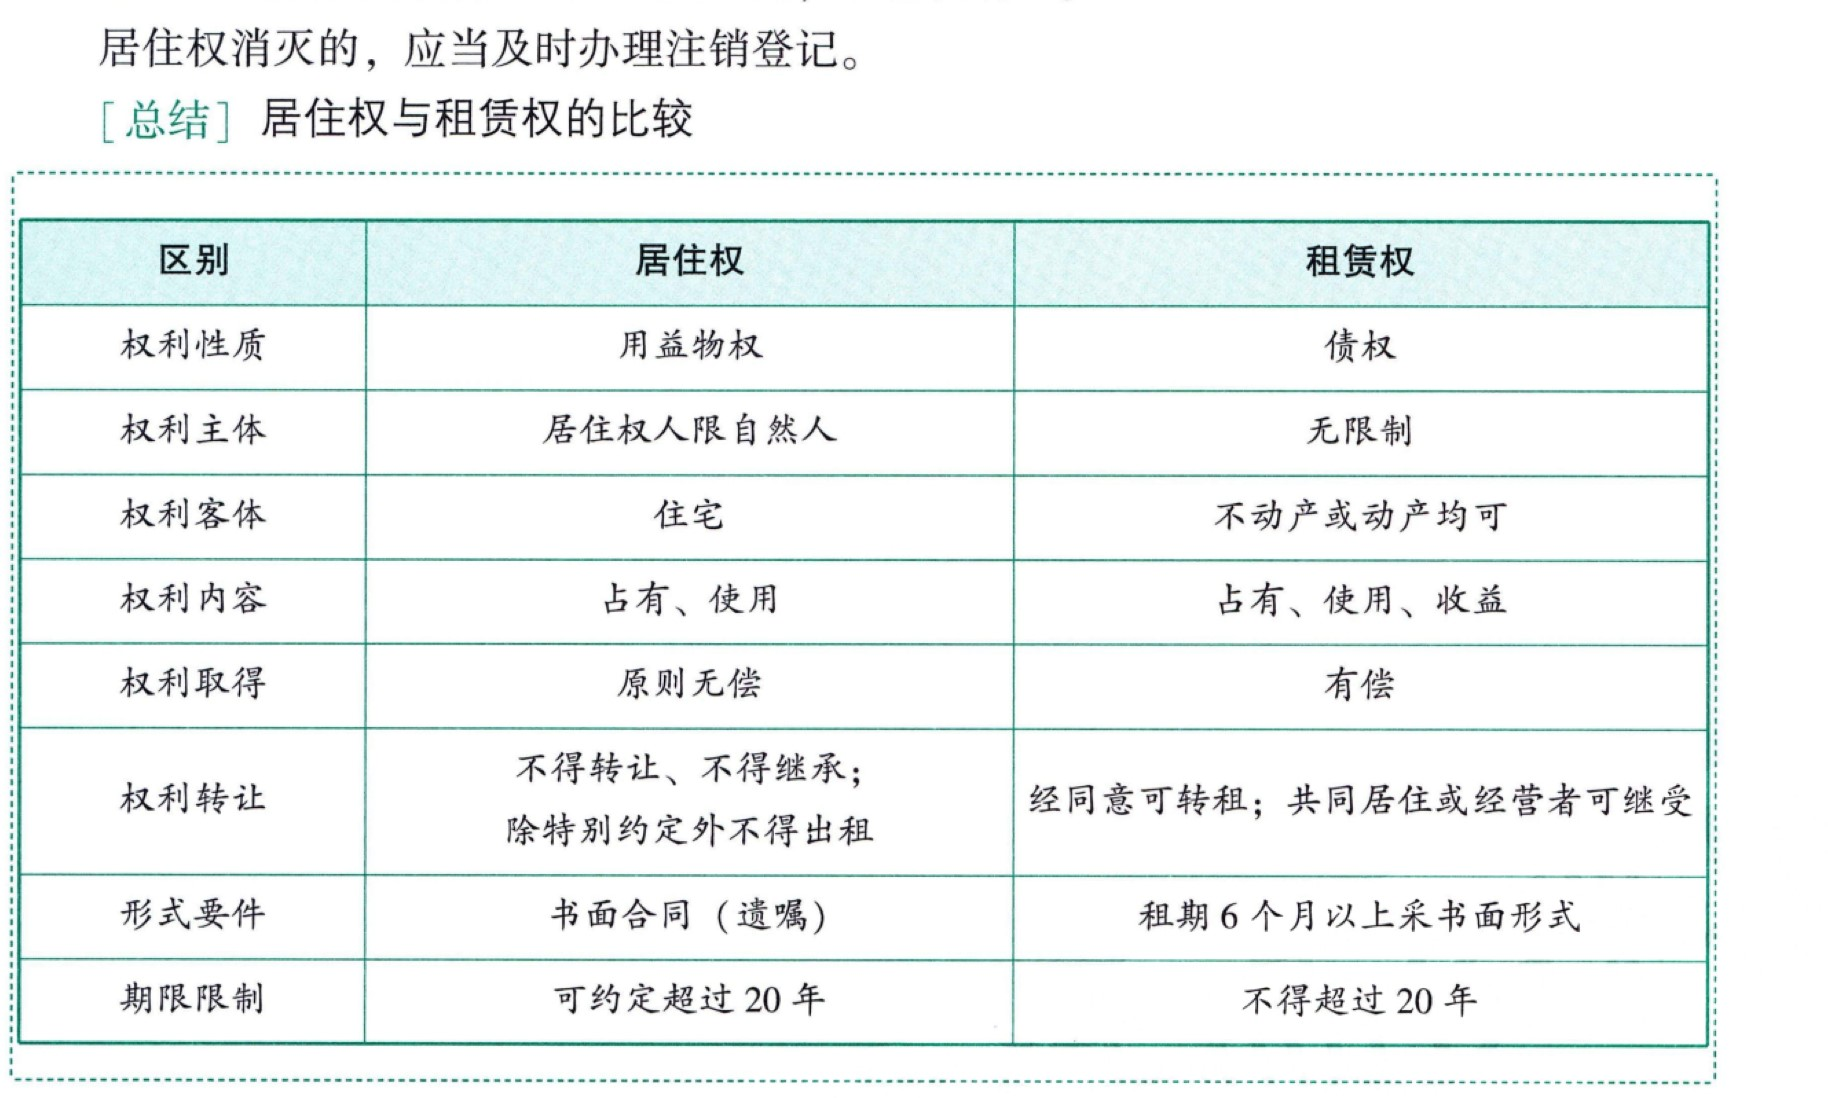 居住权消灭的，应当及时办理注销登记。
[总结] 居住权与租赁权的比较
区别 居住权 租赁权
权利性质 用益物权 债权
权利主体 居住权人限自然人 无限制
权利客体 住宅 不动产或动产均可
权利内容 占有、使用 占有、使用、收益
权利取得 原则无偿 有偿
权利转让 不得转让、不得继承；
除特别约定外不得出租 经同意可转租；共同居住或经营者可继受
形式要件 书面合同（遗嘱） 租期6个月以上采书面形式
期限限制 可约定超过20年 不得超过20年